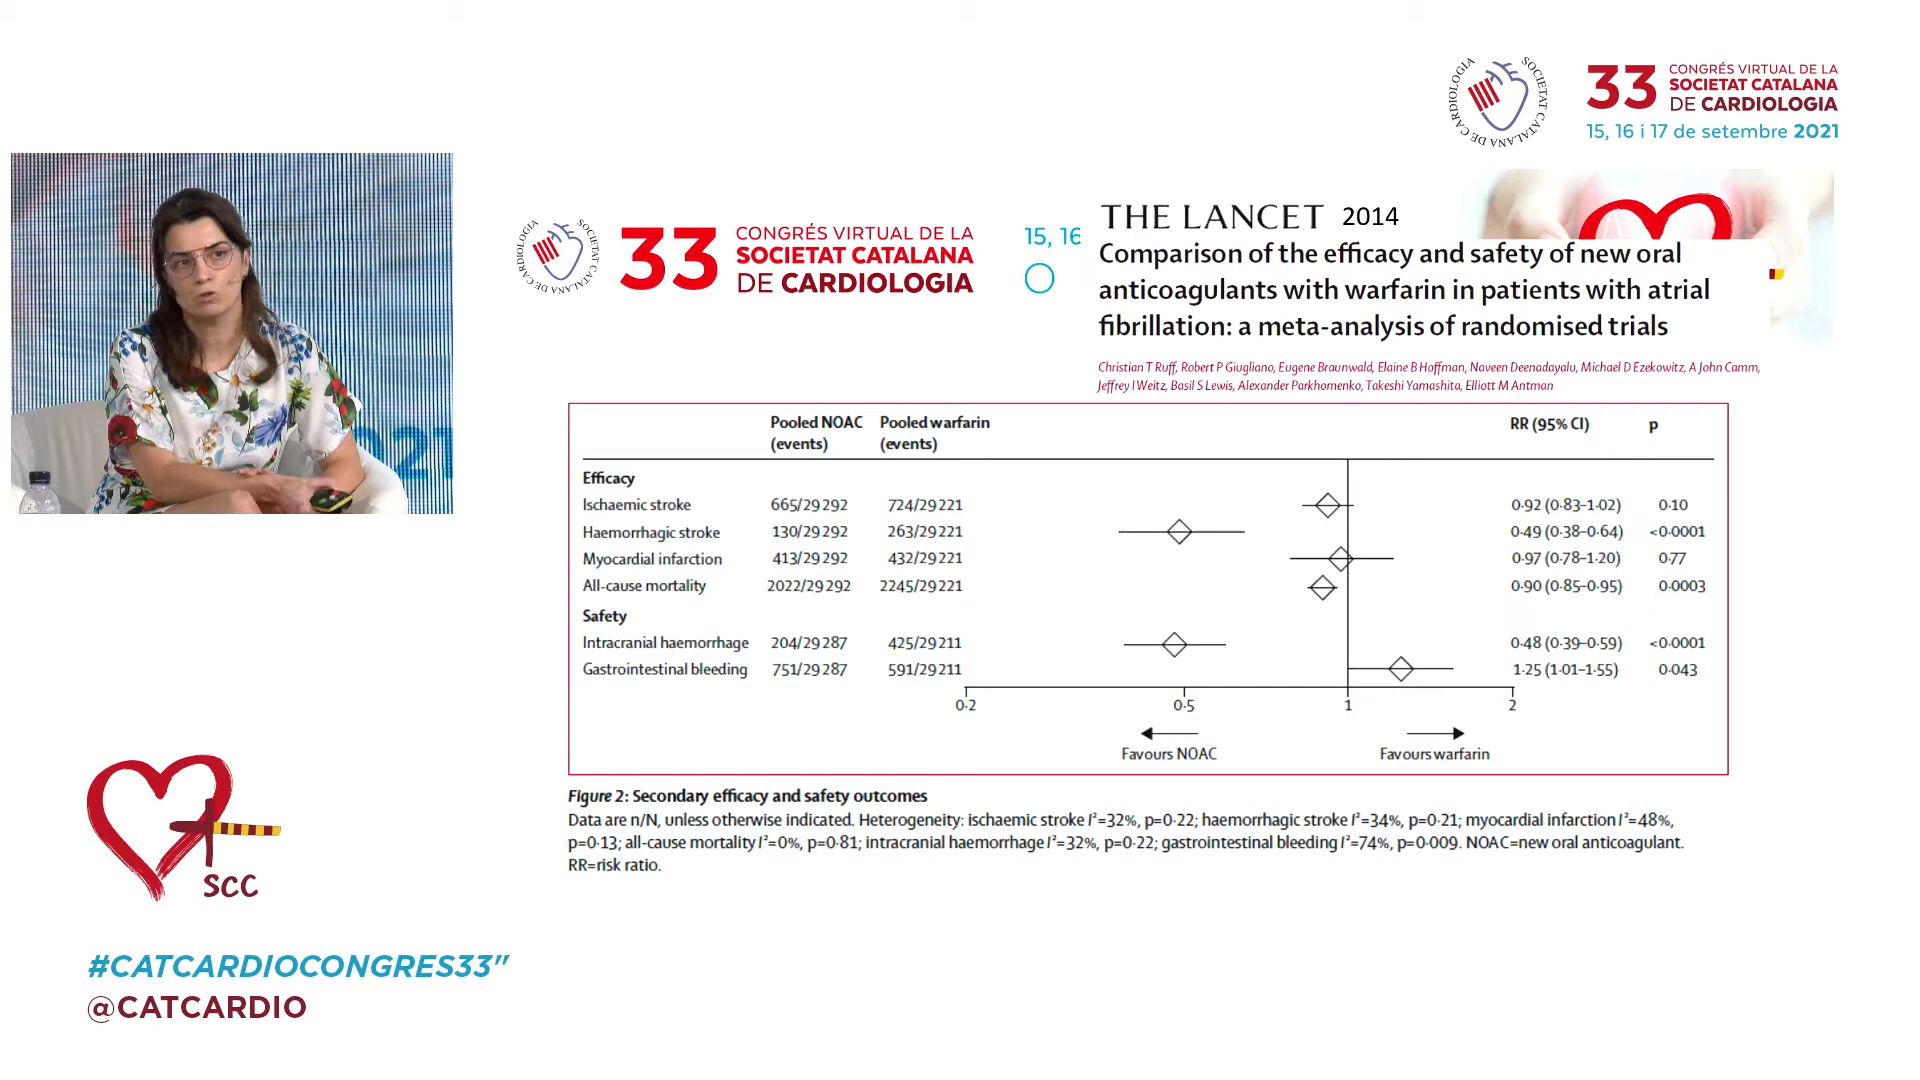 SOCIETAT CATALANA DE CARDIOLOGIA
33
CONGRÉS VIRTUAL DE LA
SOCIETAT CATALANA
DE CARDIOLOGIA
15, 16 i 17 de setembre 2021
SOCIETAT CATALANA DE CARDIOLOGIA
33
CONGRÉS VIRTUAL DE LA
SOCIETAT CATALANA
DE CARDIOLOGIA
15, 16
THE LANCET 2014
Comparison of the efficacy and safety of new oral
anticoagulants with warfarin in patients with atrial
fibrillation: a meta-analysis of randomised trials
Christian T Ruff, Robert P Giugliano, Eugene Braunwald, Elaine B Hoffman, Naveen Deenadayalu, Michael D Ezekowitz, A John Camm,
Jeffrey I Weitz, Basil S Lewis, Alexander Parkhomenko, Takeshi Yamashita, Elliott M Antman
Pooled NOAC (events) Pooled warfarin (events) RR (95% CI) p
Efficacy
Ischaemic stroke 665/29292 724/29221 0·92 (0·83–1·02) 0·10
Haemorrhagic stroke 130/29292 263/29221 0·49 (0·38–0·64) <0·0001
Myocardial infarction 413/29292 432/29221 0·97 (0·78–1·20) 0·77
All-cause mortality 2022/29292 2245/29221 0·90 (0·85–0·95) 0·0003
Safety
Intracranial haemorrhage 204/29287 425/29211 0·48 (0·39–0·59) <0·0001
Gastrointestinal bleeding 751/29287 591/29211 1·25 (1·01–1·55) 0·043
0·2 0·5 1 2
Favours NOAC Favours warfarin
Figure 2: Secondary efficacy and safety outcomes
Data are n/N, unless otherwise indicated. Heterogeneity: ischaemic stroke I²=32%, p=0·22; haemorrhagic stroke I²=34%, p=0·21; myocardial infarction I²=48%,
p=0·13; all-cause mortality I²=0%, p=0·81; intracranial haemorrhage I²=32%, p=0·22; gastrointestinal bleeding I²=74%, p=0·009. NOAC=new oral anticoagulant.
RR=risk ratio.
2021
SCC
#CATCARDIOCONGRES33"
@CATCARDIO